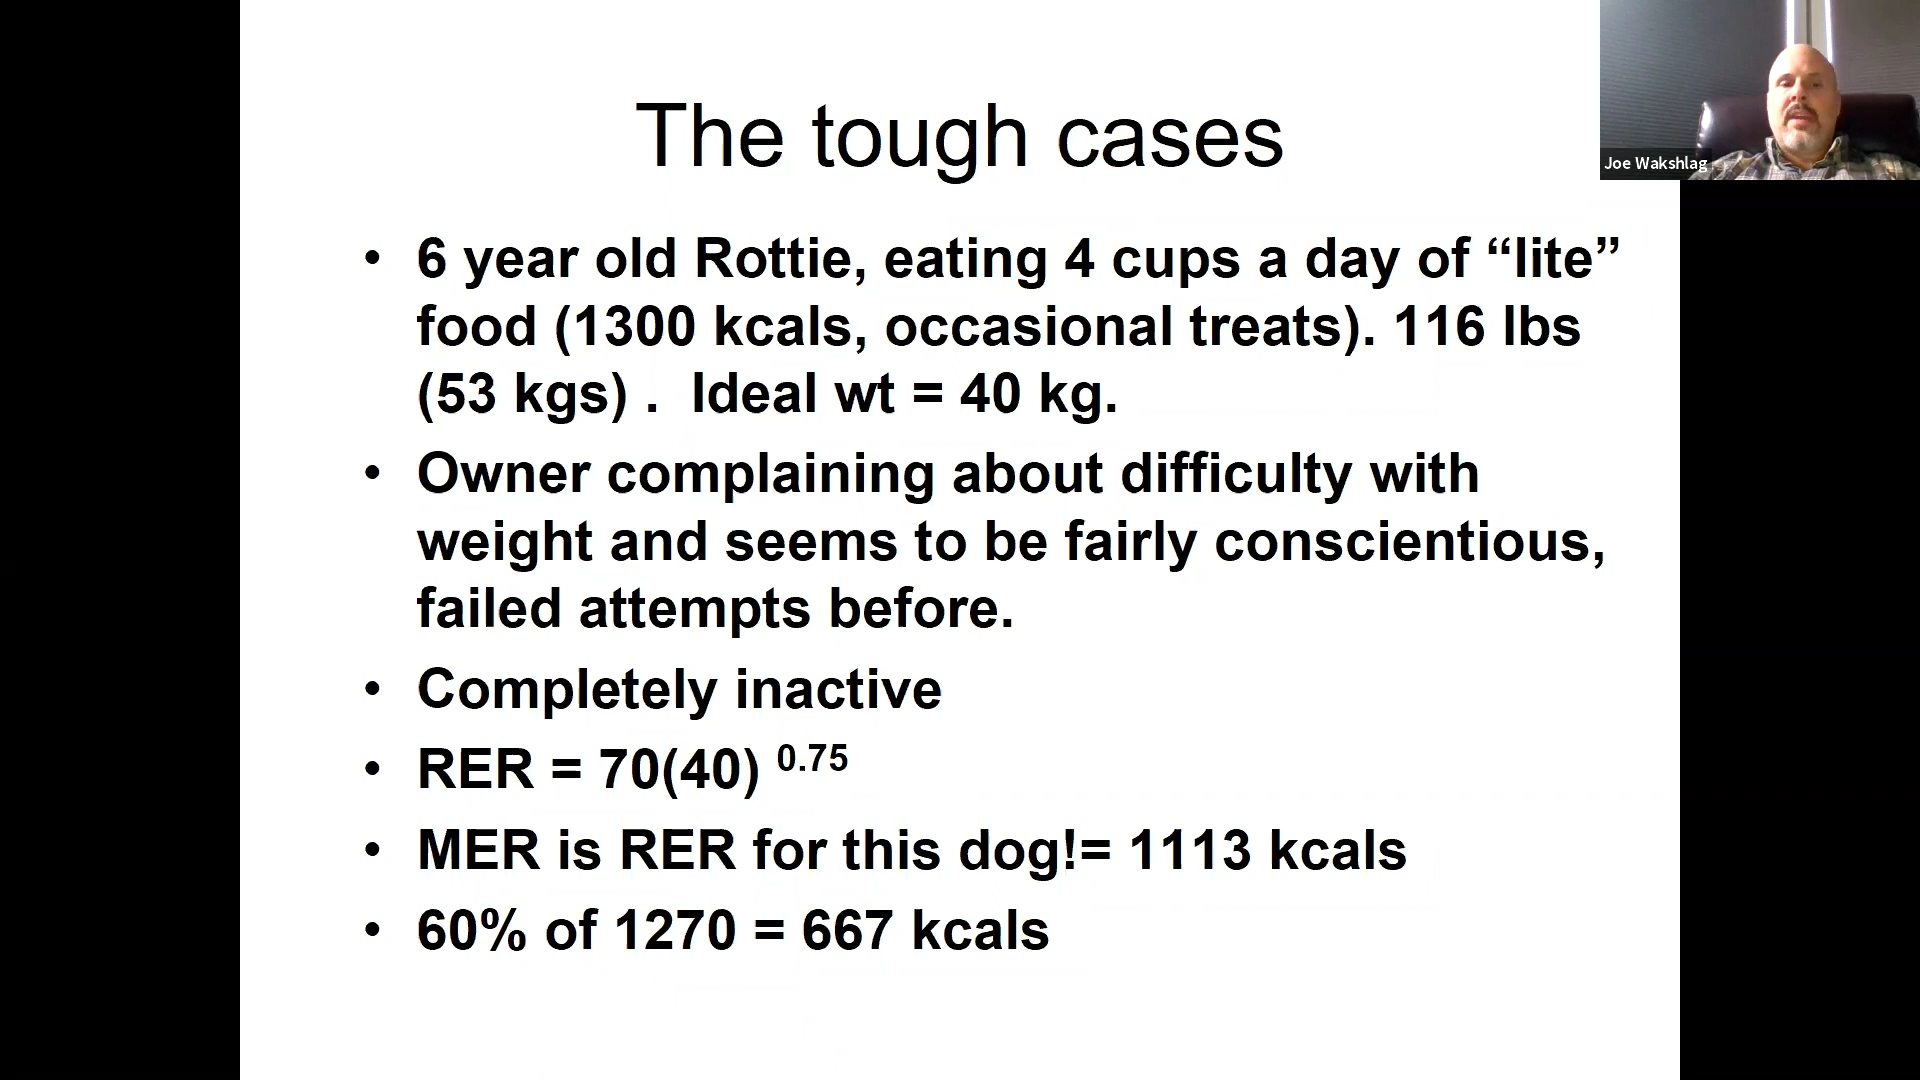 The tough cases
Joe Wakshlag
• 6 year old Rottie, eating 4 cups a day of “lite”
food (1300 kcals, occasional treats). 116 lbs
(53 kgs) .  Ideal wt = 40 kg.
• Owner complaining about difficulty with
weight and seems to be fairly conscientious,
failed attempts before.
• Completely inactive
• RER = 70(40) 0.75
• MER is RER for this dog!= 1113 kcals
• 60% of 1270 = 667 kcals